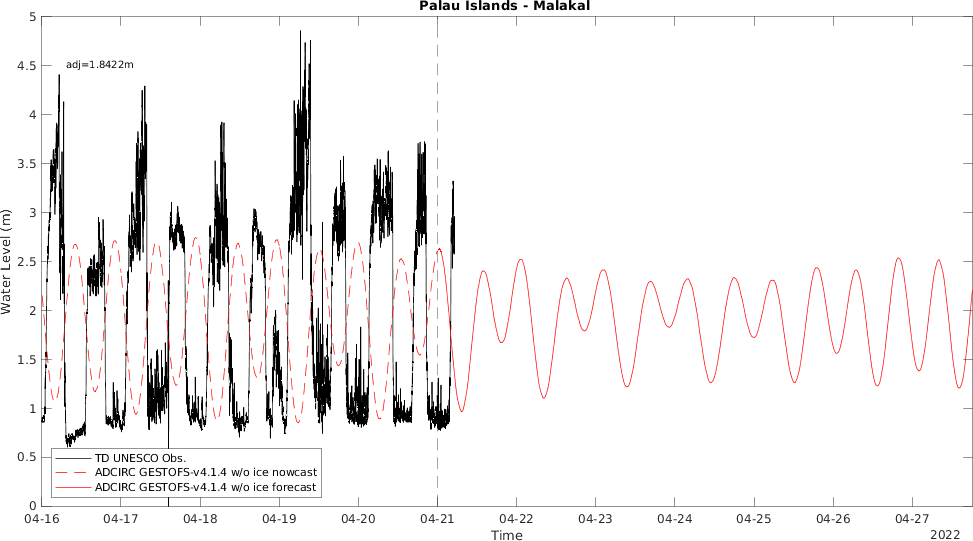 Palau Islands - Malakal
5
4.5
4
3.5
3
2.5
2
1.5
1
0.5
0
Water Level (m)
adj=1.8422m
TD UNESCO Obs.
ADCIRC GESTOFS-v4.1.4 w/o ice nowcast
ADCIRC GESTOFS-v4.1.4 w/o ice forecast
04-16 04-17 04-18 04-19 04-20 04-21 04-22 04-23 04-24 04-25 04-26 04-27
Time
2022